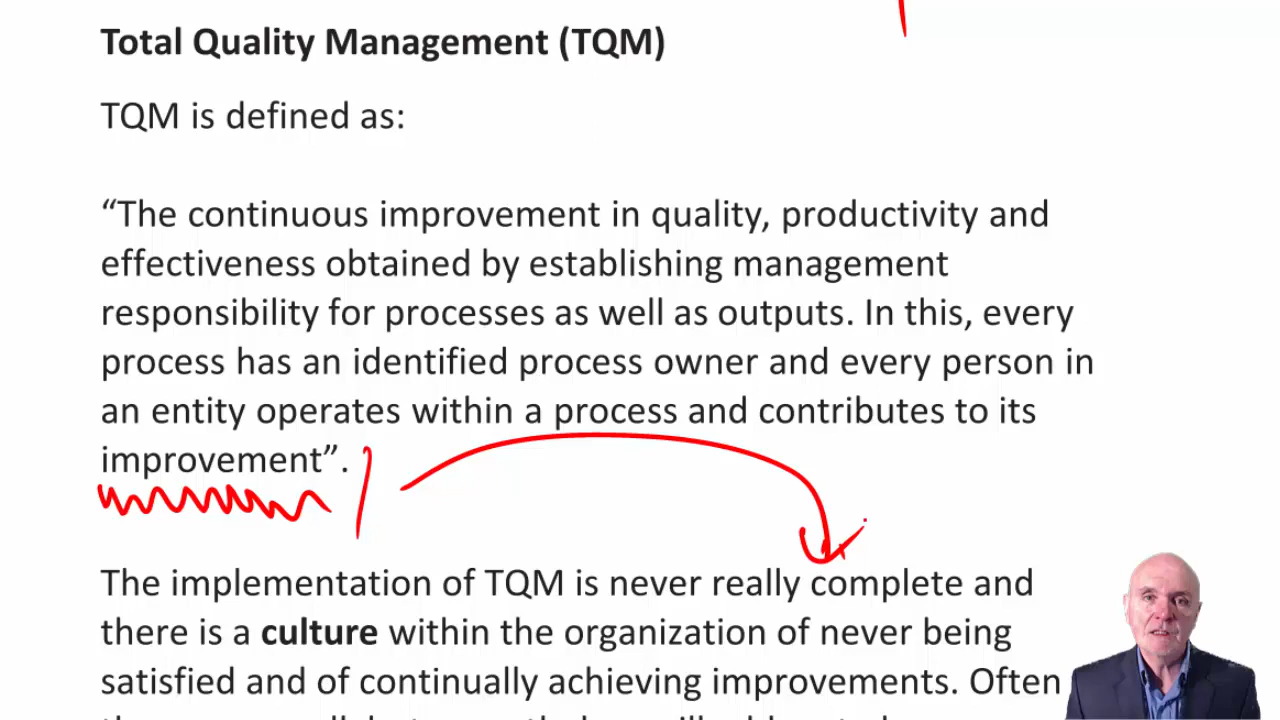 Total Quality Management (TQM)
TQM is defined as:
“The continuous improvement in quality, productivity and
effectiveness obtained by establishing management
responsibility for processes as well as outputs. In this, every
process has an identified process owner and every person in
an entity operates within a process and contributes to its
improvement”.
The implementation of TQM is never really complete and
there is a culture within the organization of never being
satisfied and of continually achieving improvements. Often